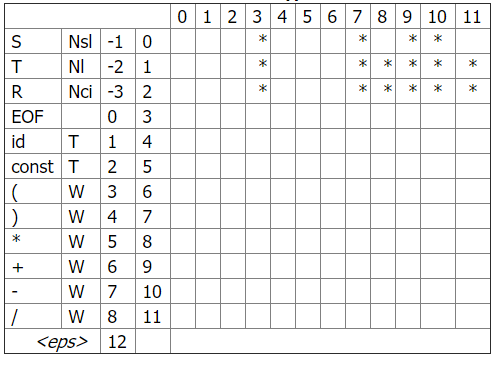 0 1 2 3 4 5 6 7 8 9 10 11
S Nsl -1 0 * * * *
T Nl -2 1 * * * * * *
R Nci -3 2 * * * * * *
EOF 0 3
id T 1 4
const T 2 5
( W 3 6
) W 4 7
* W 5 8
+ W 6 9
- W 7 10
/ W 8 11
<eps> 12